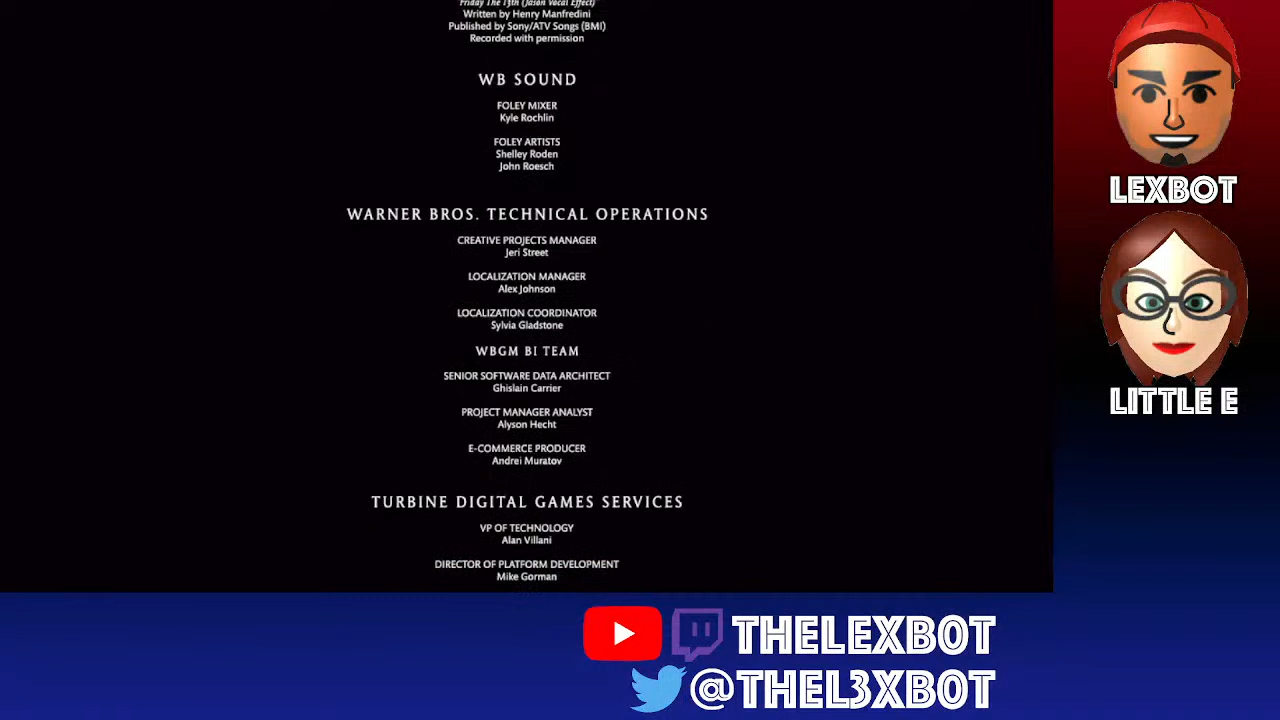 Friday The 13th (Jason Vocal Effect)
Written by Henry Manfredini
Published by Sony/ATV Songs (BMI)
Recorded with permission
WB SOUND
FOLEY MIXER
Kyle Rochlin
FOLEY ARTISTS
Shelley Roden
John Roesch
WARNER BROS. TECHNICAL OPERATIONS
CREATIVE PROJECTS MANAGER
Jeri Street
LOCALIZATION MANAGER
Alex Johnson
LOCALIZATION COORDINATOR
Sylvia Gladstone
WBGM BI TEAM
SENIOR SOFTWARE DATA ARCHITECT
Ghislain Carrier
PROJECT MANAGER ANALYST
Alyson Hecht
E-COMMERCE PRODUCER
Andrei Muratov
TURBINE DIGITAL GAMES SERVICES
VP OF TECHNOLOGY
Alan Villani
DIRECTOR OF PLATFORM DEVELOPMENT
Mike Gorman
LEXBOT
LITTLE E
THELEXBOT
@THEL3XBOT